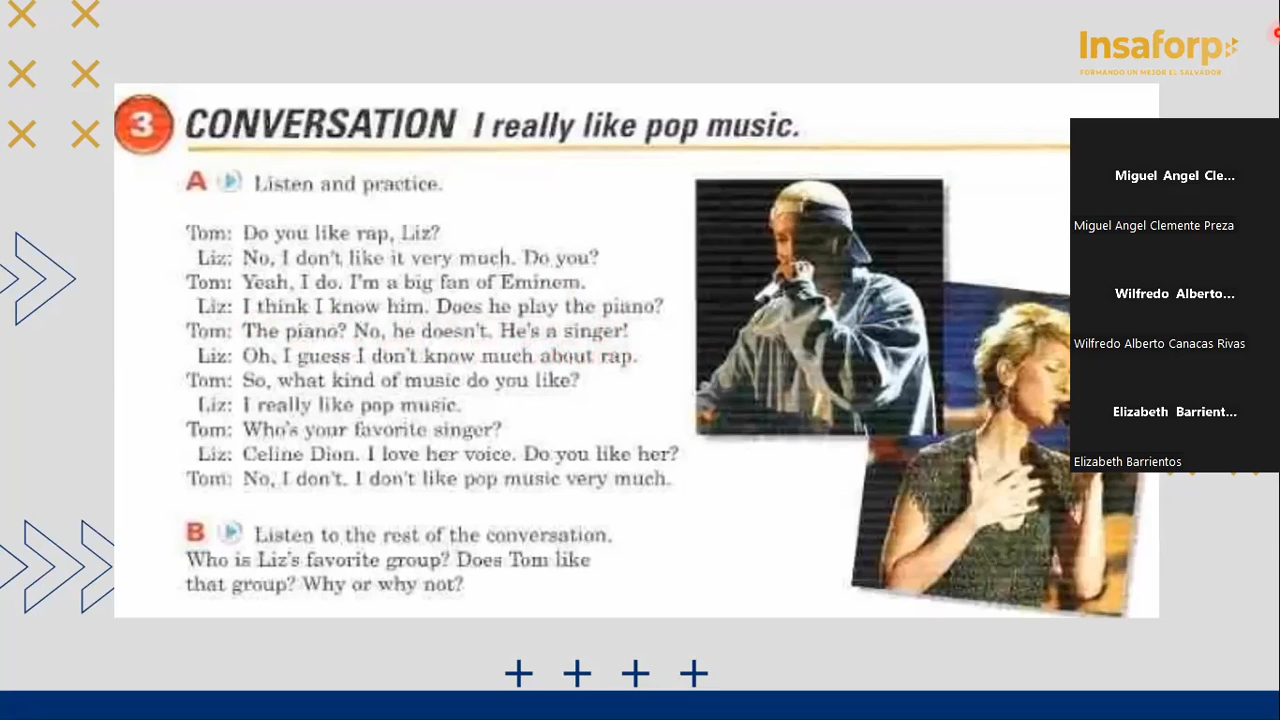 Insaforp
FORMANDO UN MEJOR EL SALVADOR
3 CONVERSATION I really like pop music.
A Listen and practice.
Tom: Do you like rap, Liz?
Liz: No, I don't like it very much. Do you?
Tom: Yeah, I do. I'm a big fan of Eminem.
Liz: I think I know him. Does he play the piano?
Tom: The piano? No, he doesn't. He's a singer!
Liz: Oh, I guess I don't know much about rap.
Tom: So, what kind of music do you like?
Liz: I really like pop music.
Tom: Who's your favorite singer?
Liz: Celine Dion. I love her voice. Do you like her?
Tom: No, I don't. I don't like pop music very much.
B Listen to the rest of the conversation.
Who is Liz's favorite group? Does Tom like
that group? Why or why not?
Miguel Angel Cle...
Miguel Angel Clemente Preza
Wilfredo Alberto...
Wilfredo Alberto Canacas Rivas
Elizabeth Barrient...
Elizabeth Barrientos